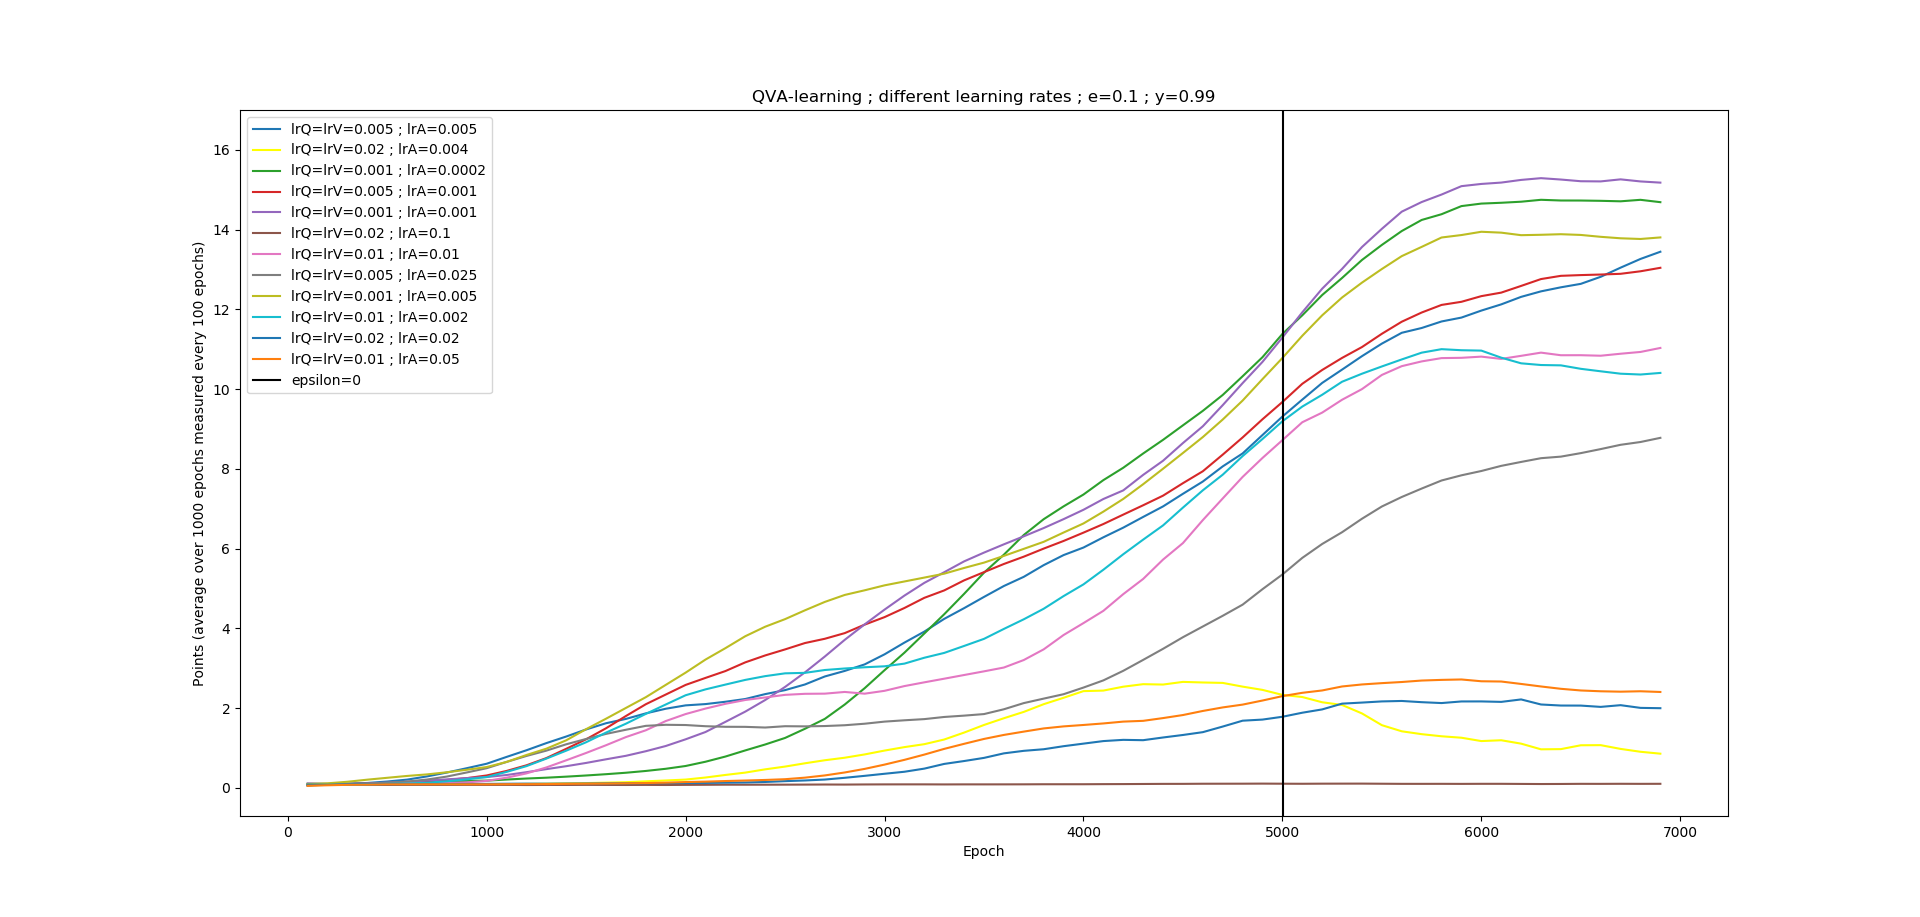 QVA-learning ; different learning rates ; e=0.1 ; y=0.99
lrQ=lrV=0.005 ; lrA=0.005
lrQ=lrV=0.02 ; lrA=0.004
lrQ=lrV=0.001 ; lrA=0.0002
lrQ=lrV=0.005 ; lrA=0.001
lrQ=lrV=0.001 ; lrA=0.001
lrQ=lrV=0.02 ; lrA=0.1
lrQ=lrV=0.01 ; lrA=0.01
lrQ=lrV=0.005 ; lrA=0.025
lrQ=lrV=0.001 ; lrA=0.005
lrQ=lrV=0.01 ; lrA=0.002
lrQ=lrV=0.02 ; lrA=0.02
lrQ=lrV=0.01 ; lrA=0.05
epsilon=0
Points (average over 1000 epochs measured every 100 epochs)
16
14
12
10
8
6
4
2
0
0 1000 2000 3000 4000 5000 6000 7000
Epoch